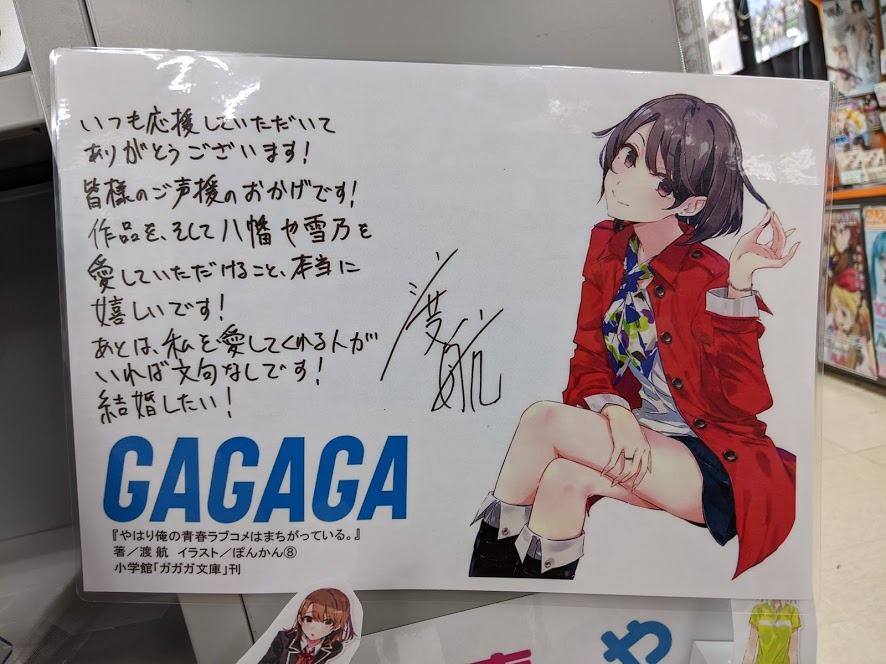 いつも応援していただいて
ありがとうございます!
皆様のご声援のおかげです!
作品を、そして八幡や雪乃を
愛していただけること、本当に
嬉しいです!
あとは、私を愛してくれる人が
いれば文句なしです!
結婚したい!
渡航
GAGAGA
『やはり俺の青春ラブコメはまちがっている。』
著/渡 航 イラスト/ぽんかん⑧
小学館「ガガガ文庫」刊
や